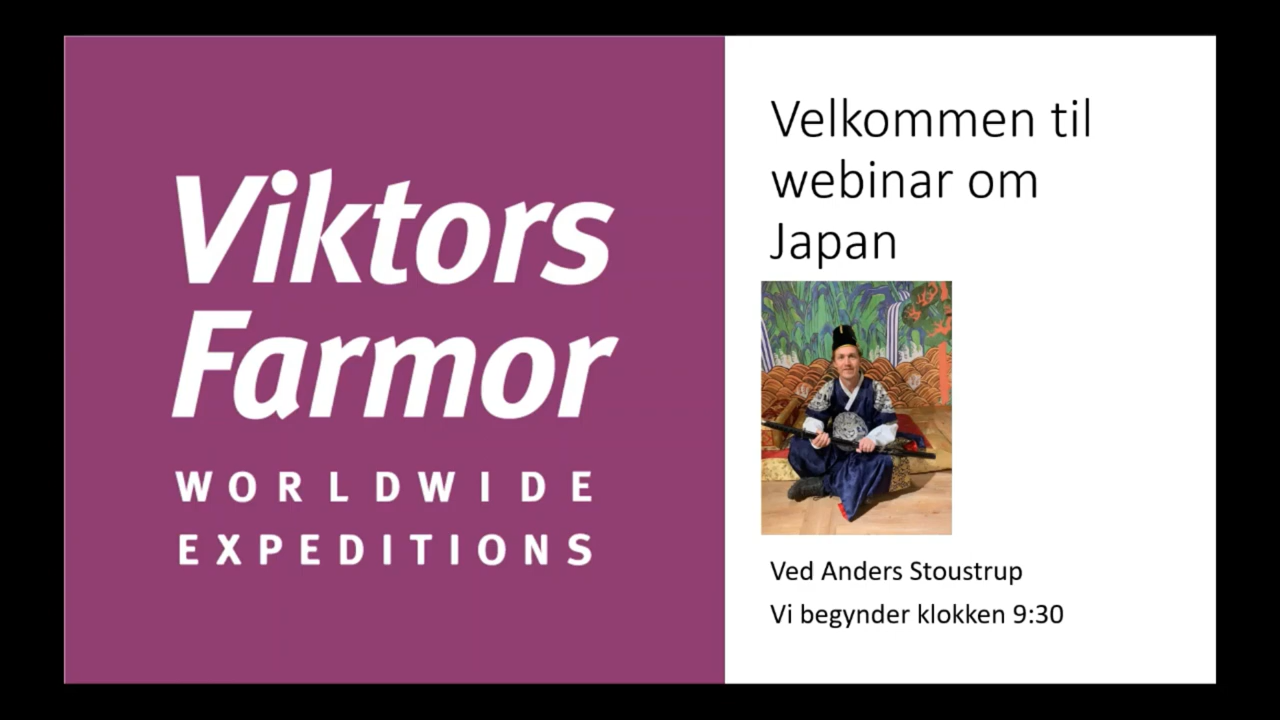 Viktors
Farmor
WORLDWIDE
EXPEDITIONS
Velkommen til
webinar om
Japan
Ved Anders Stoustrup
Vi begynder klokken 9:30